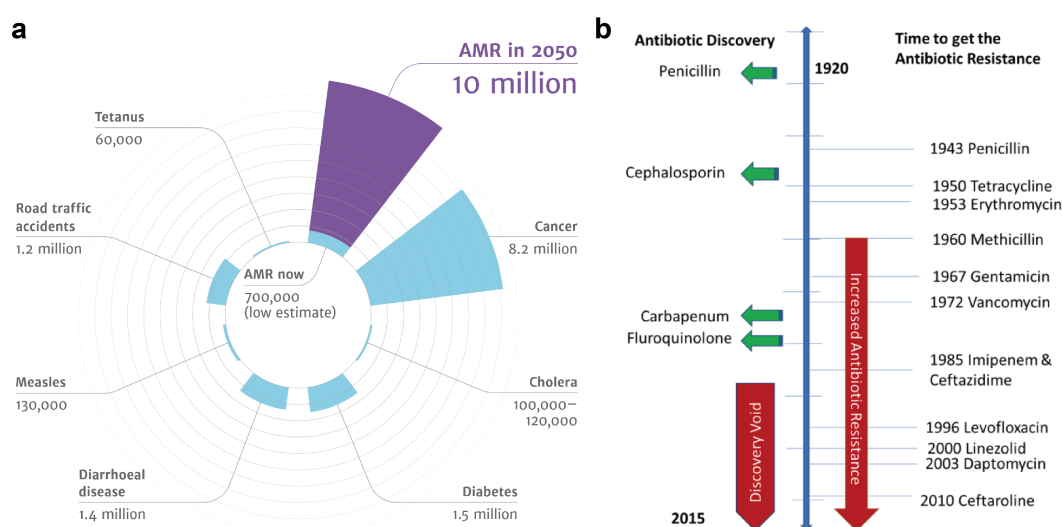 a
AMR in 2050
10 million
Tetanus
60,000
Road traffic
accidents
1.2 million
Cancer
8.2 million
AMR now
700,000
(low estimate)
Measles
130,000
Cholera
100,000–
120,000
Diarrhoeal
disease
1.4 million
Diabetes
1.5 million
b
Antibiotic Discovery
Time to get the
Antibiotic Resistance
1920
Penicillin
Cephalosporin
Carbapenum
Fluroquinolone
Discovery Void
2015
Increased Antibiotic Resistance
1943 Penicillin
1950 Tetracycline
1953 Erythromycin
1960 Methicillin
1967 Gentamicin
1972 Vancomycin
1985 Imipenem &
Ceftazidime
1996 Levofloxacin
2000 Linezolid
2003 Daptomycin
2010 Ceftaroline